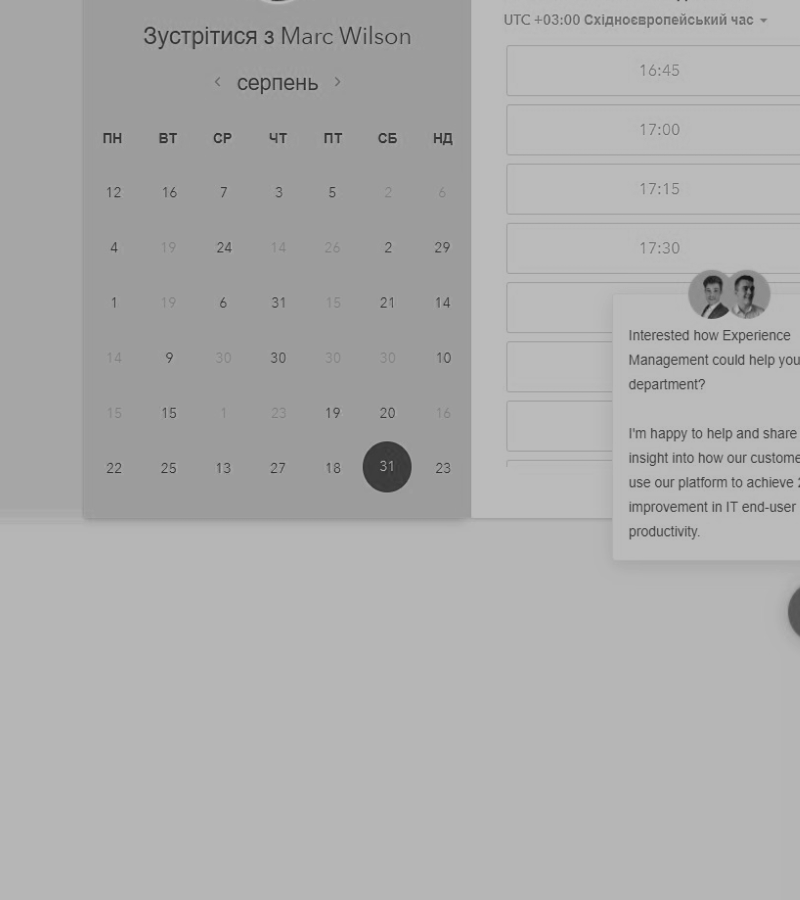 Зустрітися з Marc Wilson
серпень
ПН ВТ СР ЧТ ПТ СБ НД
12 16 7 3 5 2 6
4 19 24 14 26 2 29
1 19 6 31 15 21 14
14 9 30 30 30 30 10
15 15 1 23 19 20 16
22 25 13 27 18 31 23
UTC +03:00 Східноєвропейський час
16:45
17:00
17:15
17:30
Interested how Experience
Management could help you
department?
I'm happy to help and share
insight into how our custome
use our platform to achieve 2
improvement in IT end-user
productivity.